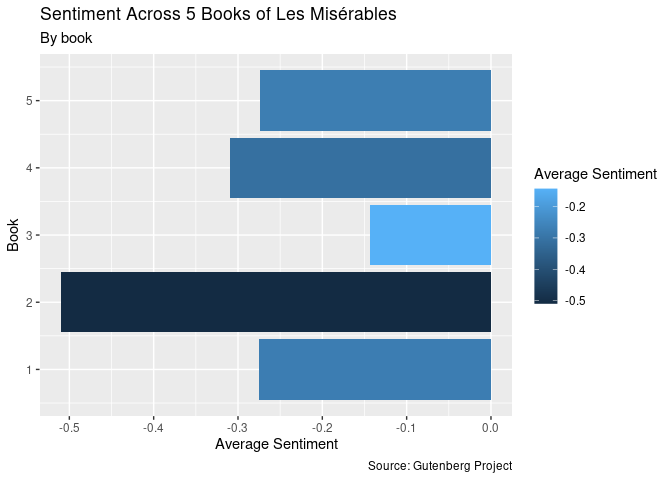 Sentiment Across 5 Books of Les Misérables
By book
5
4
3
2
1
Book
-0.5 -0.4 -0.3 -0.2 -0.1 0.0
Average Sentiment
Average Sentiment
-0.2
-0.3
-0.4
-0.5
Source: Gutenberg Project